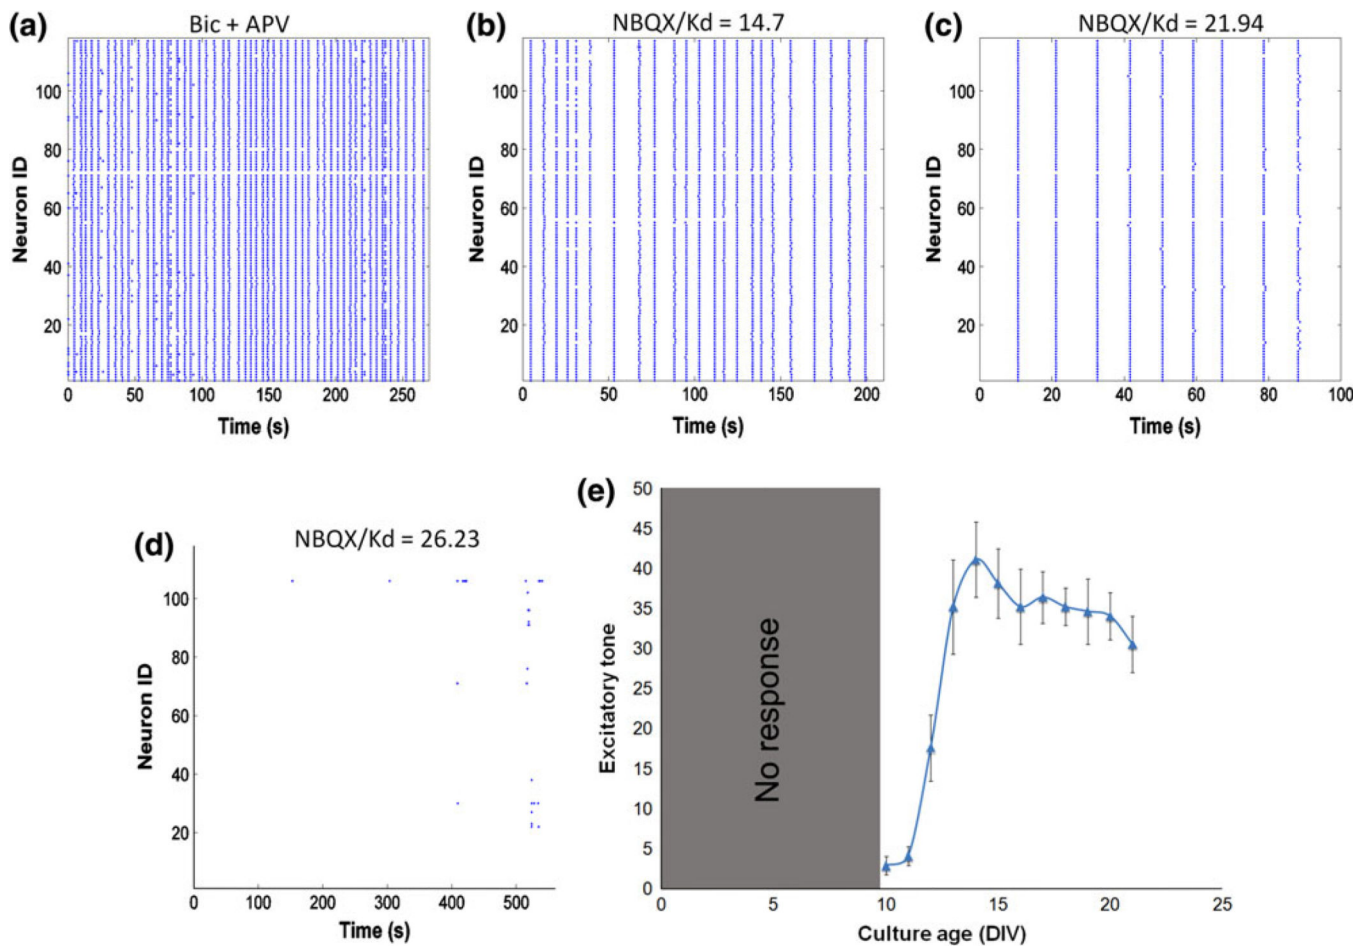 (a)
Bic + APV
Neuron ID
100
80
60
40
20
0 50 100 150 200 250
Time (s)
(b)
NBQX/Kd = 14.7
Neuron ID
100
80
60
40
20
0 50 100 150 200
Time (s)
(c)
NBQX/Kd = 21.94
Neuron ID
100
80
60
40
20
0 20 40 60 80 100
Time (s)
(d)
NBQX/Kd = 26.23
Neuron ID
100
80
60
40
20
0 100 200 300 400 500
Time (s)
(e)
Excitatory tone
50
45
40
35
30
25
20
15
10
5
0
No response
0 5 10 15 20 25
Culture age (DIV)